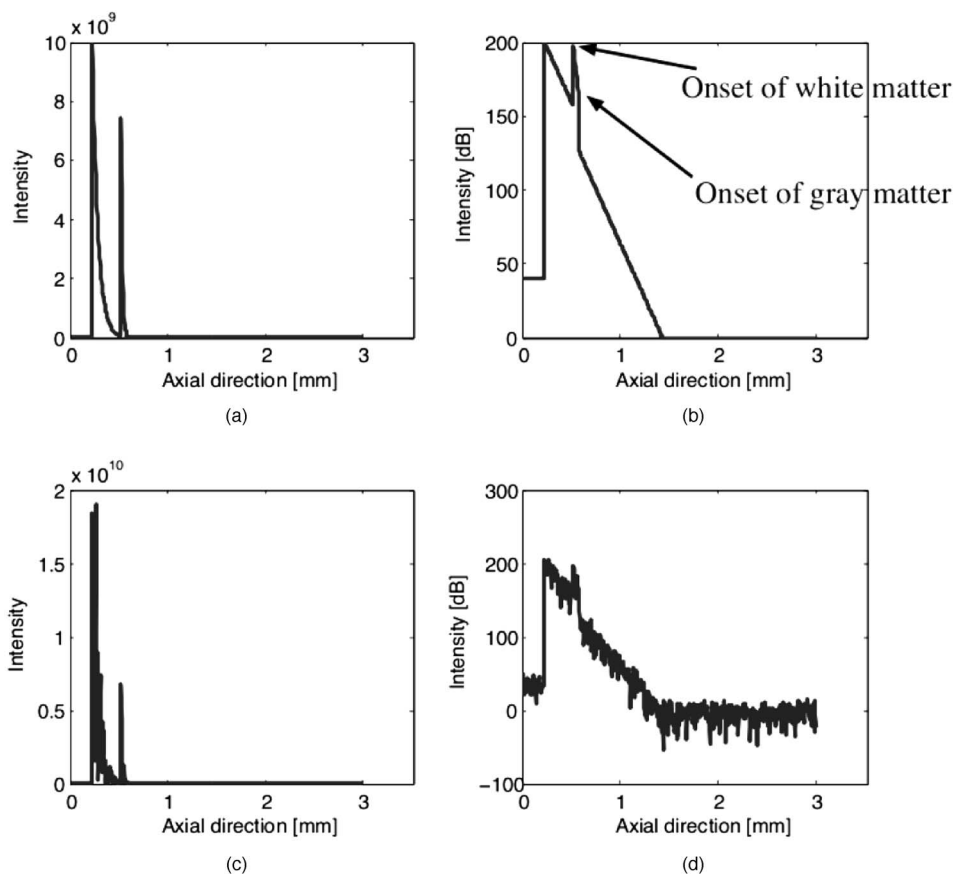 x 10^9
10
8
6
4
2
0
Intensity
0 1 2 3
Axial direction [mm]
(a)
200
150
100
50
0
Intensity [dB]
Onset of white matter
Onset of gray matter
0 1 2 3
Axial direction [mm]
(b)
x 10^10
2
1.5
1
0.5
0
Intensity
0 1 2 3
Axial direction [mm]
(c)
300
200
100
0
−100
Intensity [dB]
0 1 2 3
Axial direction [mm]
(d)